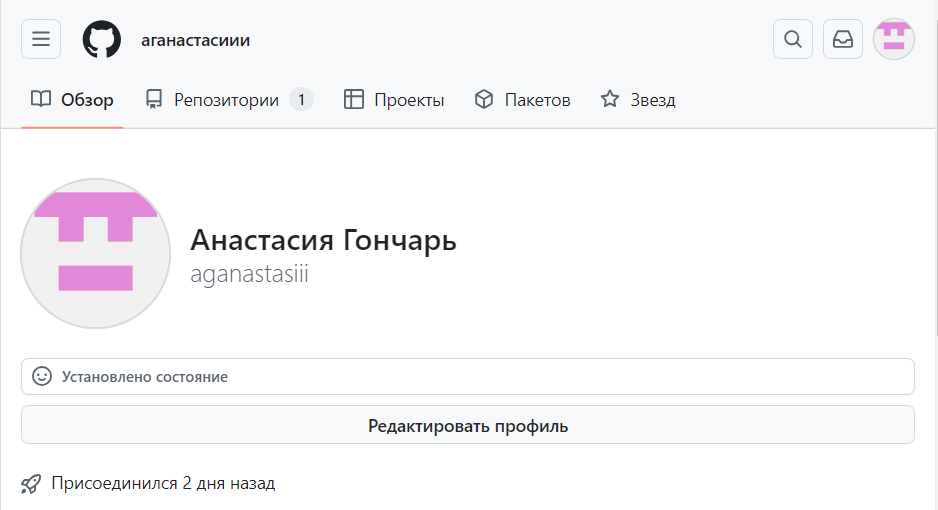 аганастасиии
Обзор Репозитории 1 Проекты Пакетов Звезд
Анастасия Гончарь
aganastasiii
Установлено состояние
Редактировать профиль
Присоединился 2 дня назад